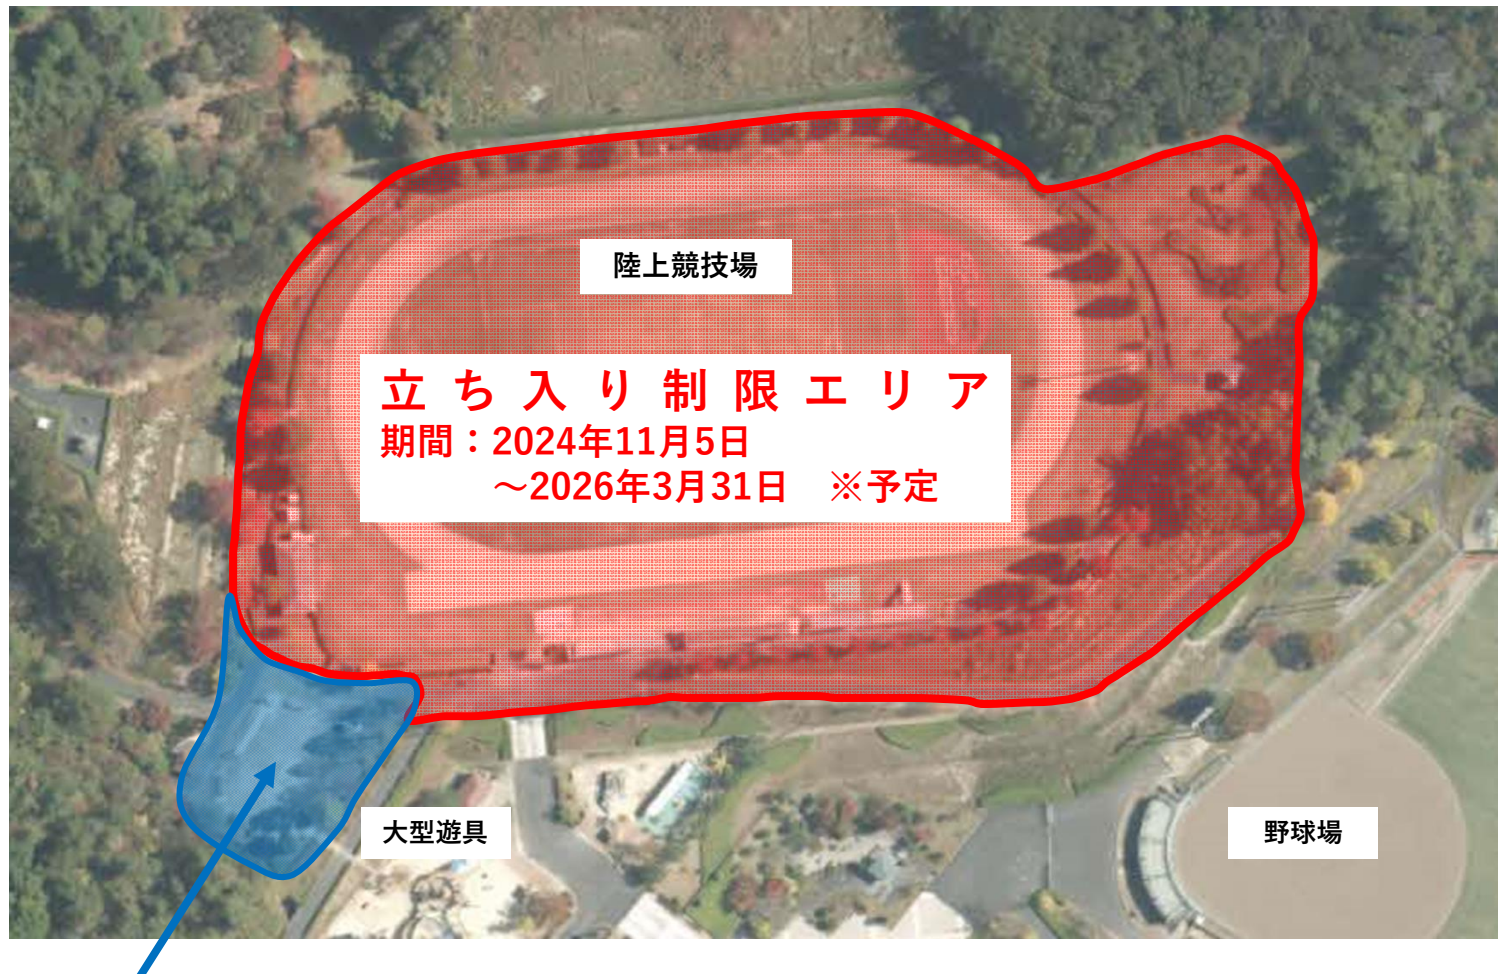 陸上競技場
立ち入り制限エリア
期間：2024年11月5日
～2026年3月31日　※予定
大型遊具
野球場